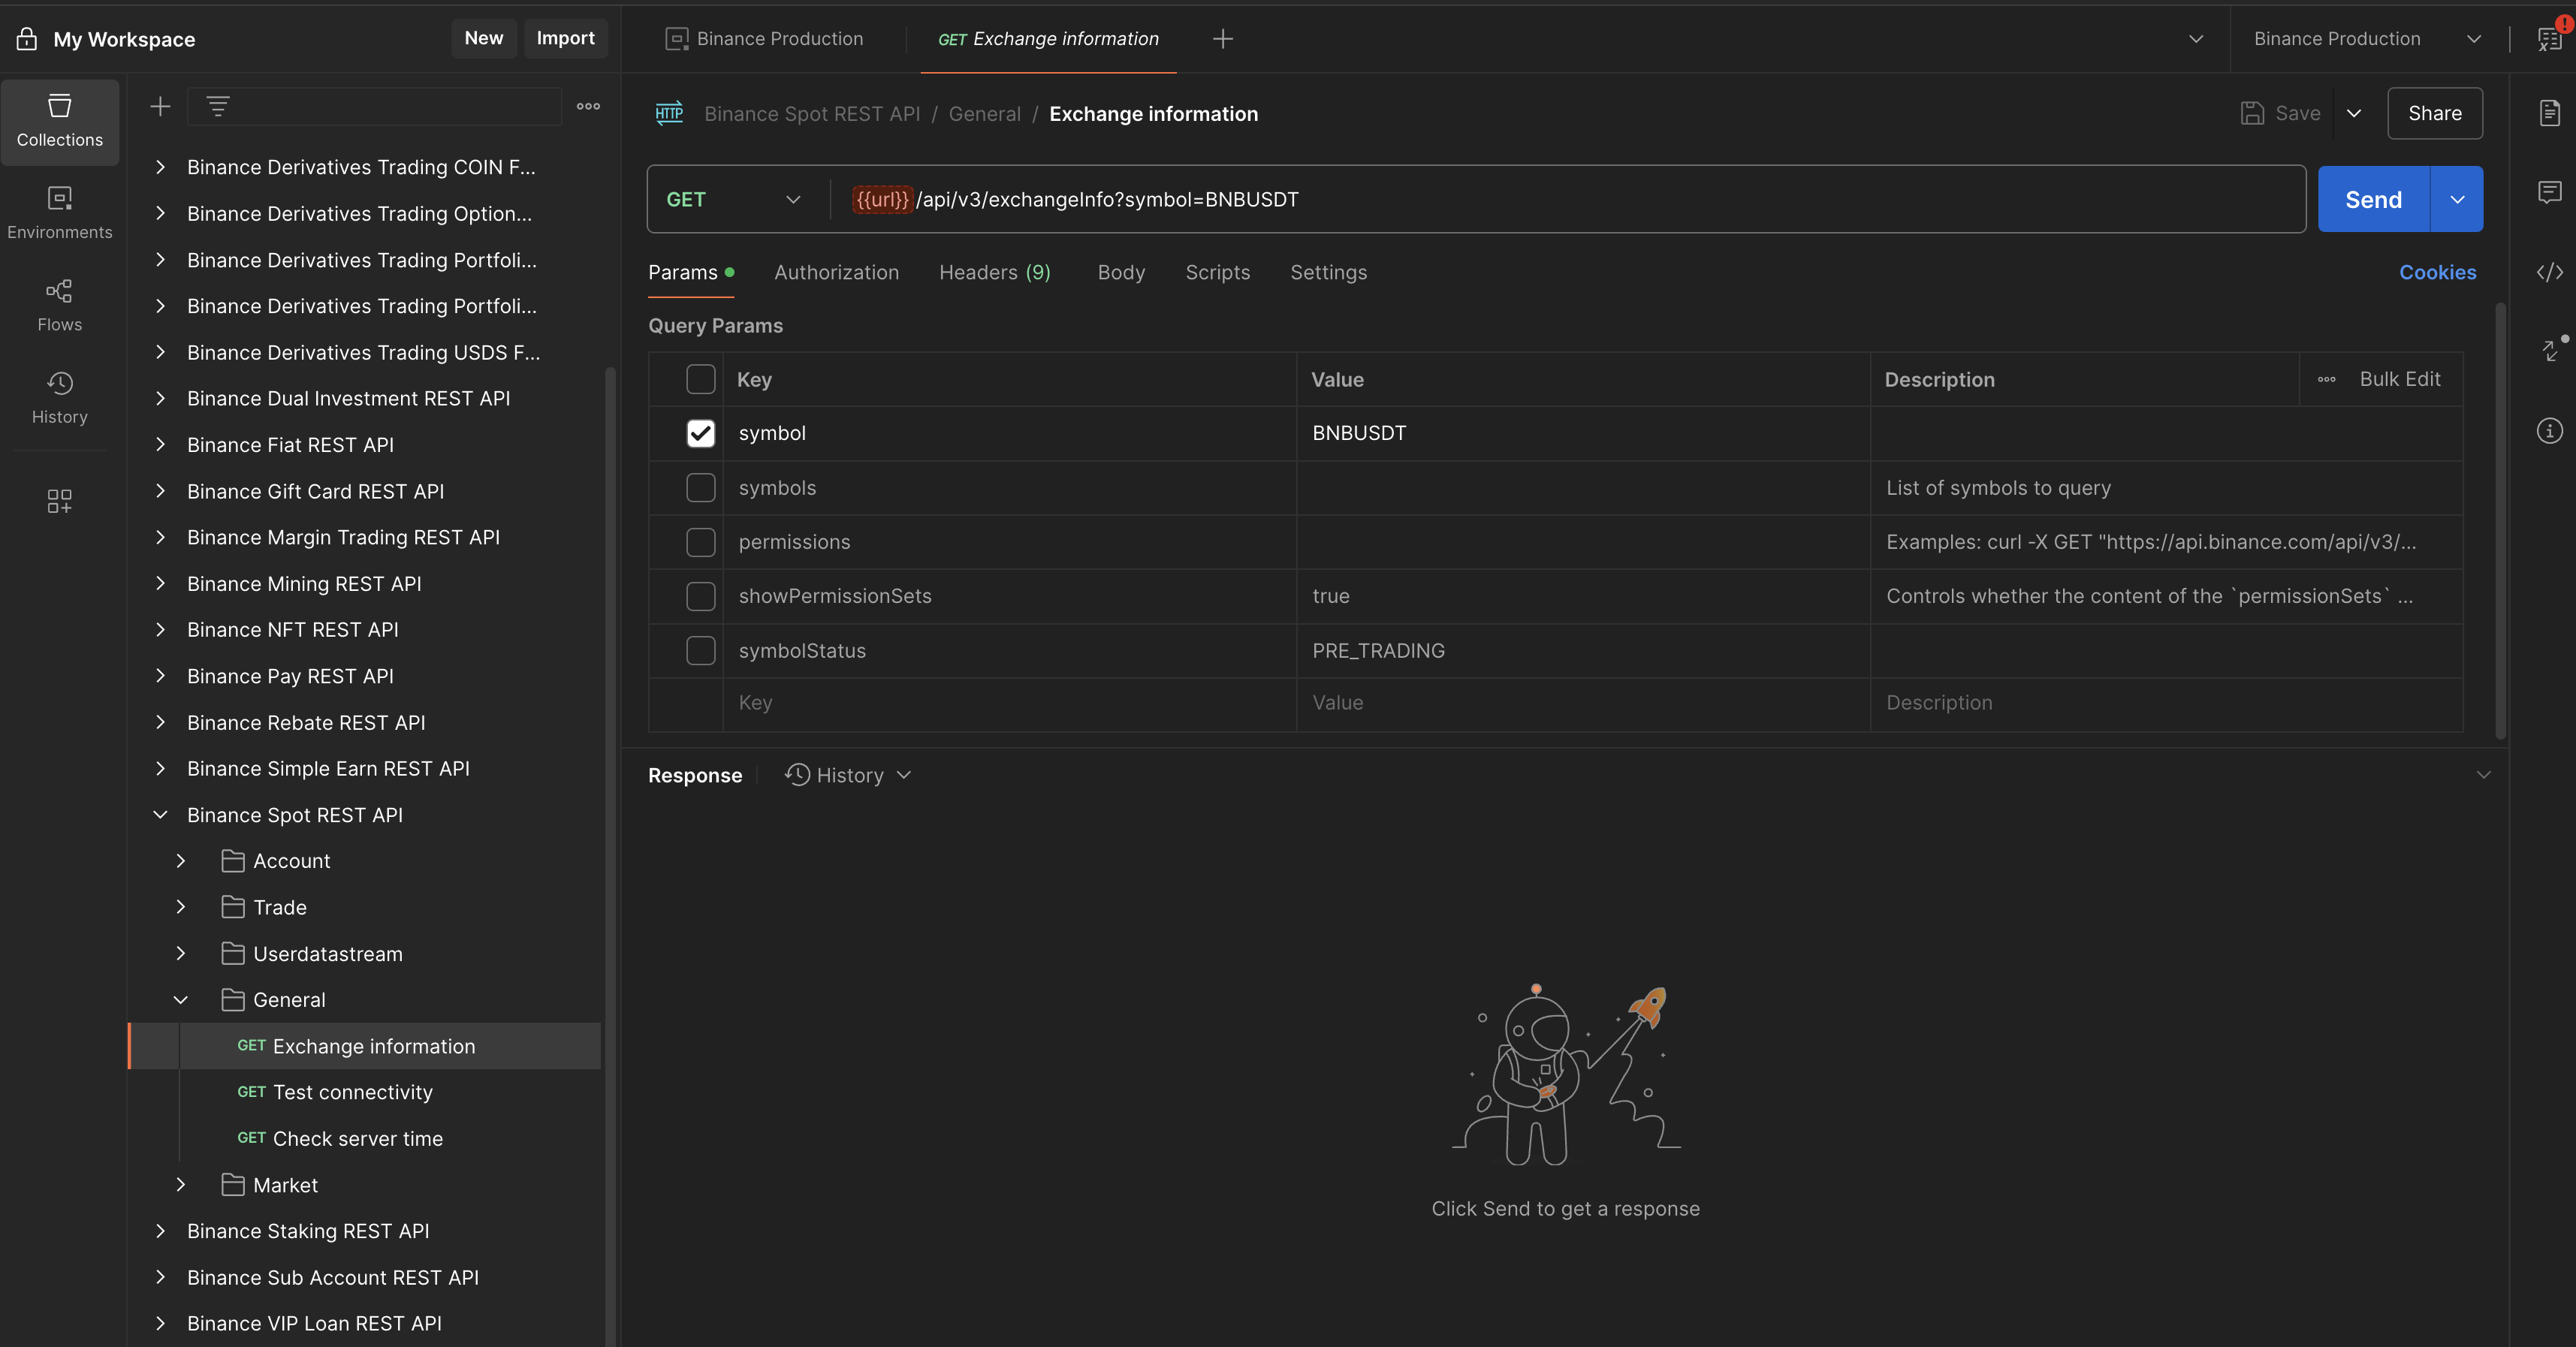 My Workspace
New
Import
Binance Production
GET Exchange information
Binance Production
Collections
Environments
Flows
History
Binance Derivatives Trading COIN F...
Binance Derivatives Trading Option...
Binance Derivatives Trading Portfoli...
Binance Derivatives Trading Portfoli...
Binance Derivatives Trading USDS F...
Binance Dual Investment REST API
Binance Fiat REST API
Binance Gift Card REST API
Binance Margin Trading REST API
Binance Mining REST API
Binance NFT REST API
Binance Pay REST API
Binance Rebate REST API
Binance Simple Earn REST API
Binance Spot REST API
Account
Trade
Userdatastream
General
GET Exchange information
GET Test connectivity
GET Check server time
Market
Binance Staking REST API
Binance Sub Account REST API
Binance VIP Loan REST API
HTTP Binance Spot REST API / General / Exchange information
Save
Share
GET {{url}}/api/v3/exchangeInfo?symbol=BNBUSDT
Send
Params Authorization Headers (9) Body Scripts Settings
Cookies
Query Params
Key Value Description Bulk Edit
symbol BNBUSDT
symbols List of symbols to query
permissions Examples: curl -X GET "https://api.binance.com/api/v3/...
showPermissionSets true Controls whether the content of the `permissionSets` ...
symbolStatus PRE_TRADING
Key Value Description
Response History
Click Send to get a response